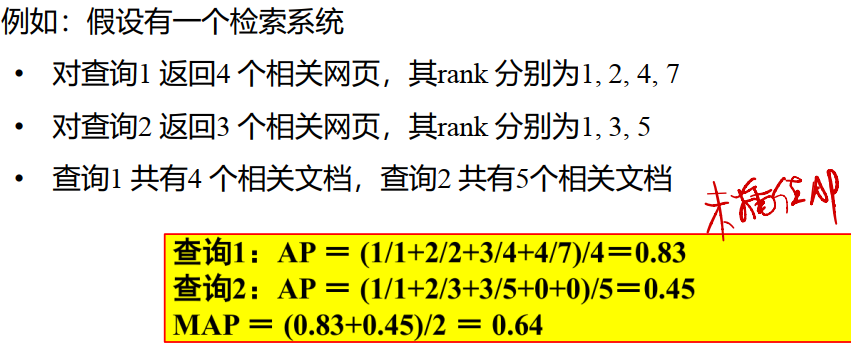 例如：假设有一个检索系统
• 对查询1 返回4 个相关网页，其rank 分别为1, 2, 4, 7
• 对查询2 返回3 个相关网页，其rank 分别为1, 3, 5
• 查询1 共有4 个相关文档，查询2 共有5个相关文档
未插值AP
查询1：AP ＝ (1/1+2/2+3/4+4/7)/4＝0.83
查询2：AP ＝ (1/1+2/3+3/5+0+0)/5＝0.45
MAP ＝ (0.83+0.45)/2 ＝ 0.64